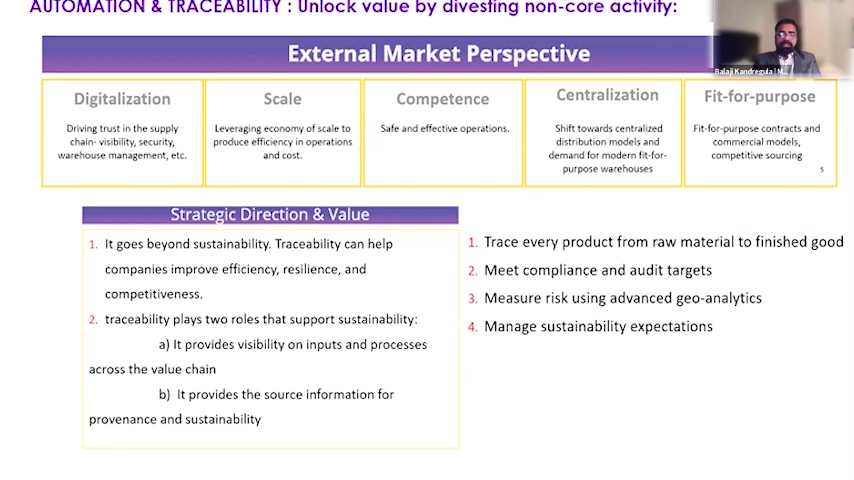 AUTOMATION & TRACEABILITY : Unlock value by divesting non-core activity:
External Market Perspective
Balaji Kandregula
Digitalization
Driving trust in the supply
chain- visibility, security,
warehouse management, etc.
Scale
Leveraging economy of scale to
produce efficiency in operations
and cost.
Competence
Safe and effective operations.
Centralization
Shift towards centralized
distribution models and
demand for modern fit-for-
purpose warehouses
Fit-for-purpose
Fit-for-purpose contracts and
commercial models,
competitive sourcing
5
Strategic Direction & Value
1. It goes beyond sustainability. Traceability can help
companies improve efficiency, resilience, and
competitiveness.
2. traceability plays two roles that support sustainability:
a) It provides visibility on inputs and processes
across the value chain
b) It provides the source information for
provenance and sustainability
1. Trace every product from raw material to finished good
2. Meet compliance and audit targets
3. Measure risk using advanced geo-analytics
4. Manage sustainability expectations